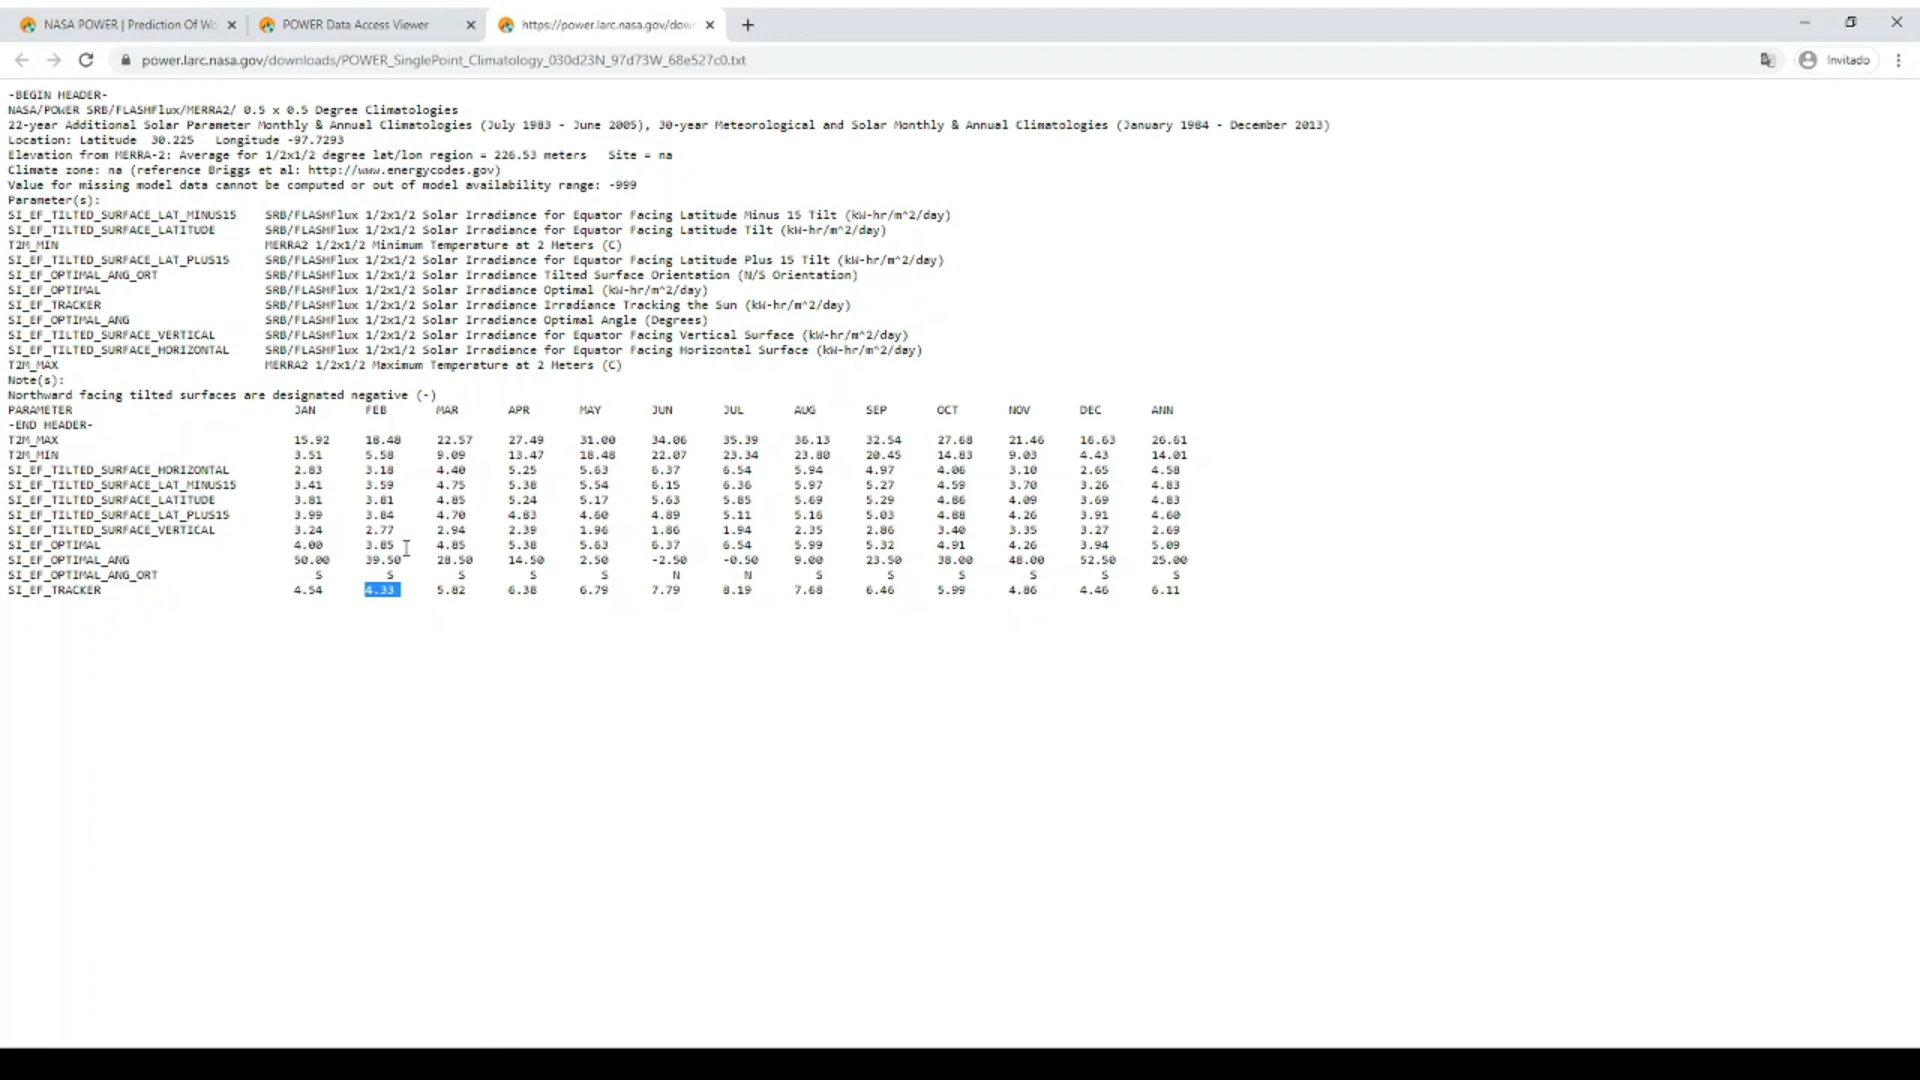 NASA POWER | Prediction Of Wo
POWER Data Access Viewer
https://power.larc.nasa.gov/dow
power.larc.nasa.gov/downloads/POWER_SinglePoint_Climatology_030d23N_97d73W_68e527c0.txt
Invitado
-BEGIN HEADER-
NASA/POWER SRB/FLASHFlux/MERRA2/ 0.5 x 0.5 Degree Climatologies
22-year Additional Solar Parameter Monthly & Annual Climatologies (July 1983 - June 2005), 30-year Meteorological and Solar Monthly & Annual Climatologies (January 1984 - December 2013)
Location: Latitude 30.225 Longitude -97.7293
Elevation from MERRA-2: Average for 1/2x1/2 degree lat/lon region = 226.53 meters Site = na
Climate zone: na (reference Briggs et al: http://www.energycodes.gov)
Value for missing model data cannot be computed or out of model availability range: -999
Parameter(s):
SI_EF_TILTED_SURFACE_LAT_MINUS15 SRB/FLASHFlux 1/2x1/2 Solar Irradiance for Equator Facing Latitude Minus 15 Tilt (kW-hr/m^2/day)
SI_EF_TILTED_SURFACE_LATITUDE SRB/FLASHFlux 1/2x1/2 Solar Irradiance for Equator Facing Latitude Tilt (kW-hr/m^2/day)
T2M_MIN MERRA2 1/2x1/2 Minimum Temperature at 2 Meters (C)
SI_EF_TILTED_SURFACE_LAT_PLUS15 SRB/FLASHFlux 1/2x1/2 Solar Irradiance for Equator Facing Latitude Plus 15 Tilt (kW-hr/m^2/day)
SI_EF_OPTIMAL_ANG_ORT SRB/FLASHFlux 1/2x1/2 Solar Irradiance Tilted Surface Orientation (N/S Orientation)
SI_EF_OPTIMAL SRB/FLASHFlux 1/2x1/2 Solar Irradiance Optimal (kW-hr/m^2/day)
SI_EF_TRACKER SRB/FLASHFlux 1/2x1/2 Solar Irradiance Irradiance Tracking the Sun (kW-hr/m^2/day)
SI_EF_OPTIMAL_ANG SRB/FLASHFlux 1/2x1/2 Solar Irradiance Optimal Angle (Degrees)
SI_EF_TILTED_SURFACE_VERTICAL SRB/FLASHFlux 1/2x1/2 Solar Irradiance for Equator Facing Vertical Surface (kW-hr/m^2/day)
SI_EF_TILTED_SURFACE_HORIZONTAL SRB/FLASHFlux 1/2x1/2 Solar Irradiance for Equator Facing Horizontal Surface (kW-hr/m^2/day)
T2M_MAX MERRA2 1/2x1/2 Maximum Temperature at 2 Meters (C)
Note(s):
Northward facing tilted surfaces are designated negative (-)
PARAMETER JAN FEB MAR APR MAY JUN JUL AUG SEP OCT NOV DEC ANN
-END HEADER-
T2M_MAX 15.92 18.48 22.57 27.49 31.00 34.06 35.39 36.13 32.54 27.68 21.46 16.63 26.61
T2M_MIN 3.51 5.58 9.09 13.47 18.48 22.07 23.34 23.80 20.45 14.83 9.03 4.43 14.01
SI_EF_TILTED_SURFACE_HORIZONTAL 2.83 3.18 4.40 5.25 5.63 6.37 6.54 5.94 4.97 4.06 3.10 2.65 4.58
SI_EF_TILTED_SURFACE_LAT_MINUS15 3.41 3.59 4.75 5.38 5.54 6.15 6.36 5.97 5.27 4.59 3.70 3.26 4.83
SI_EF_TILTED_SURFACE_LATITUDE 3.81 3.81 4.85 5.24 5.17 5.63 5.85 5.69 5.29 4.86 4.09 3.69 4.83
SI_EF_TILTED_SURFACE_LAT_PLUS15 3.99 3.84 4.70 4.83 4.60 4.89 5.11 5.16 5.03 4.88 4.26 3.91 4.60
SI_EF_TILTED_SURFACE_VERTICAL 3.24 2.77 2.94 2.39 1.96 1.86 1.94 2.35 2.86 3.40 3.35 3.27 2.69
SI_EF_OPTIMAL 4.00 3.85 4.85 5.38 5.63 6.37 6.54 5.99 5.32 4.91 4.26 3.94 5.09
SI_EF_OPTIMAL_ANG 50.00 39.50 28.50 14.50 2.50 -2.50 -0.50 9.00 23.50 38.00 48.00 52.50 25.00
SI_EF_OPTIMAL_ANG_ORT S S S S S N N S S S S S S
SI_EF_TRACKER 4.54 4.33 5.82 6.38 6.79 7.79 8.19 7.68 6.46 5.99 4.86 4.46 6.11